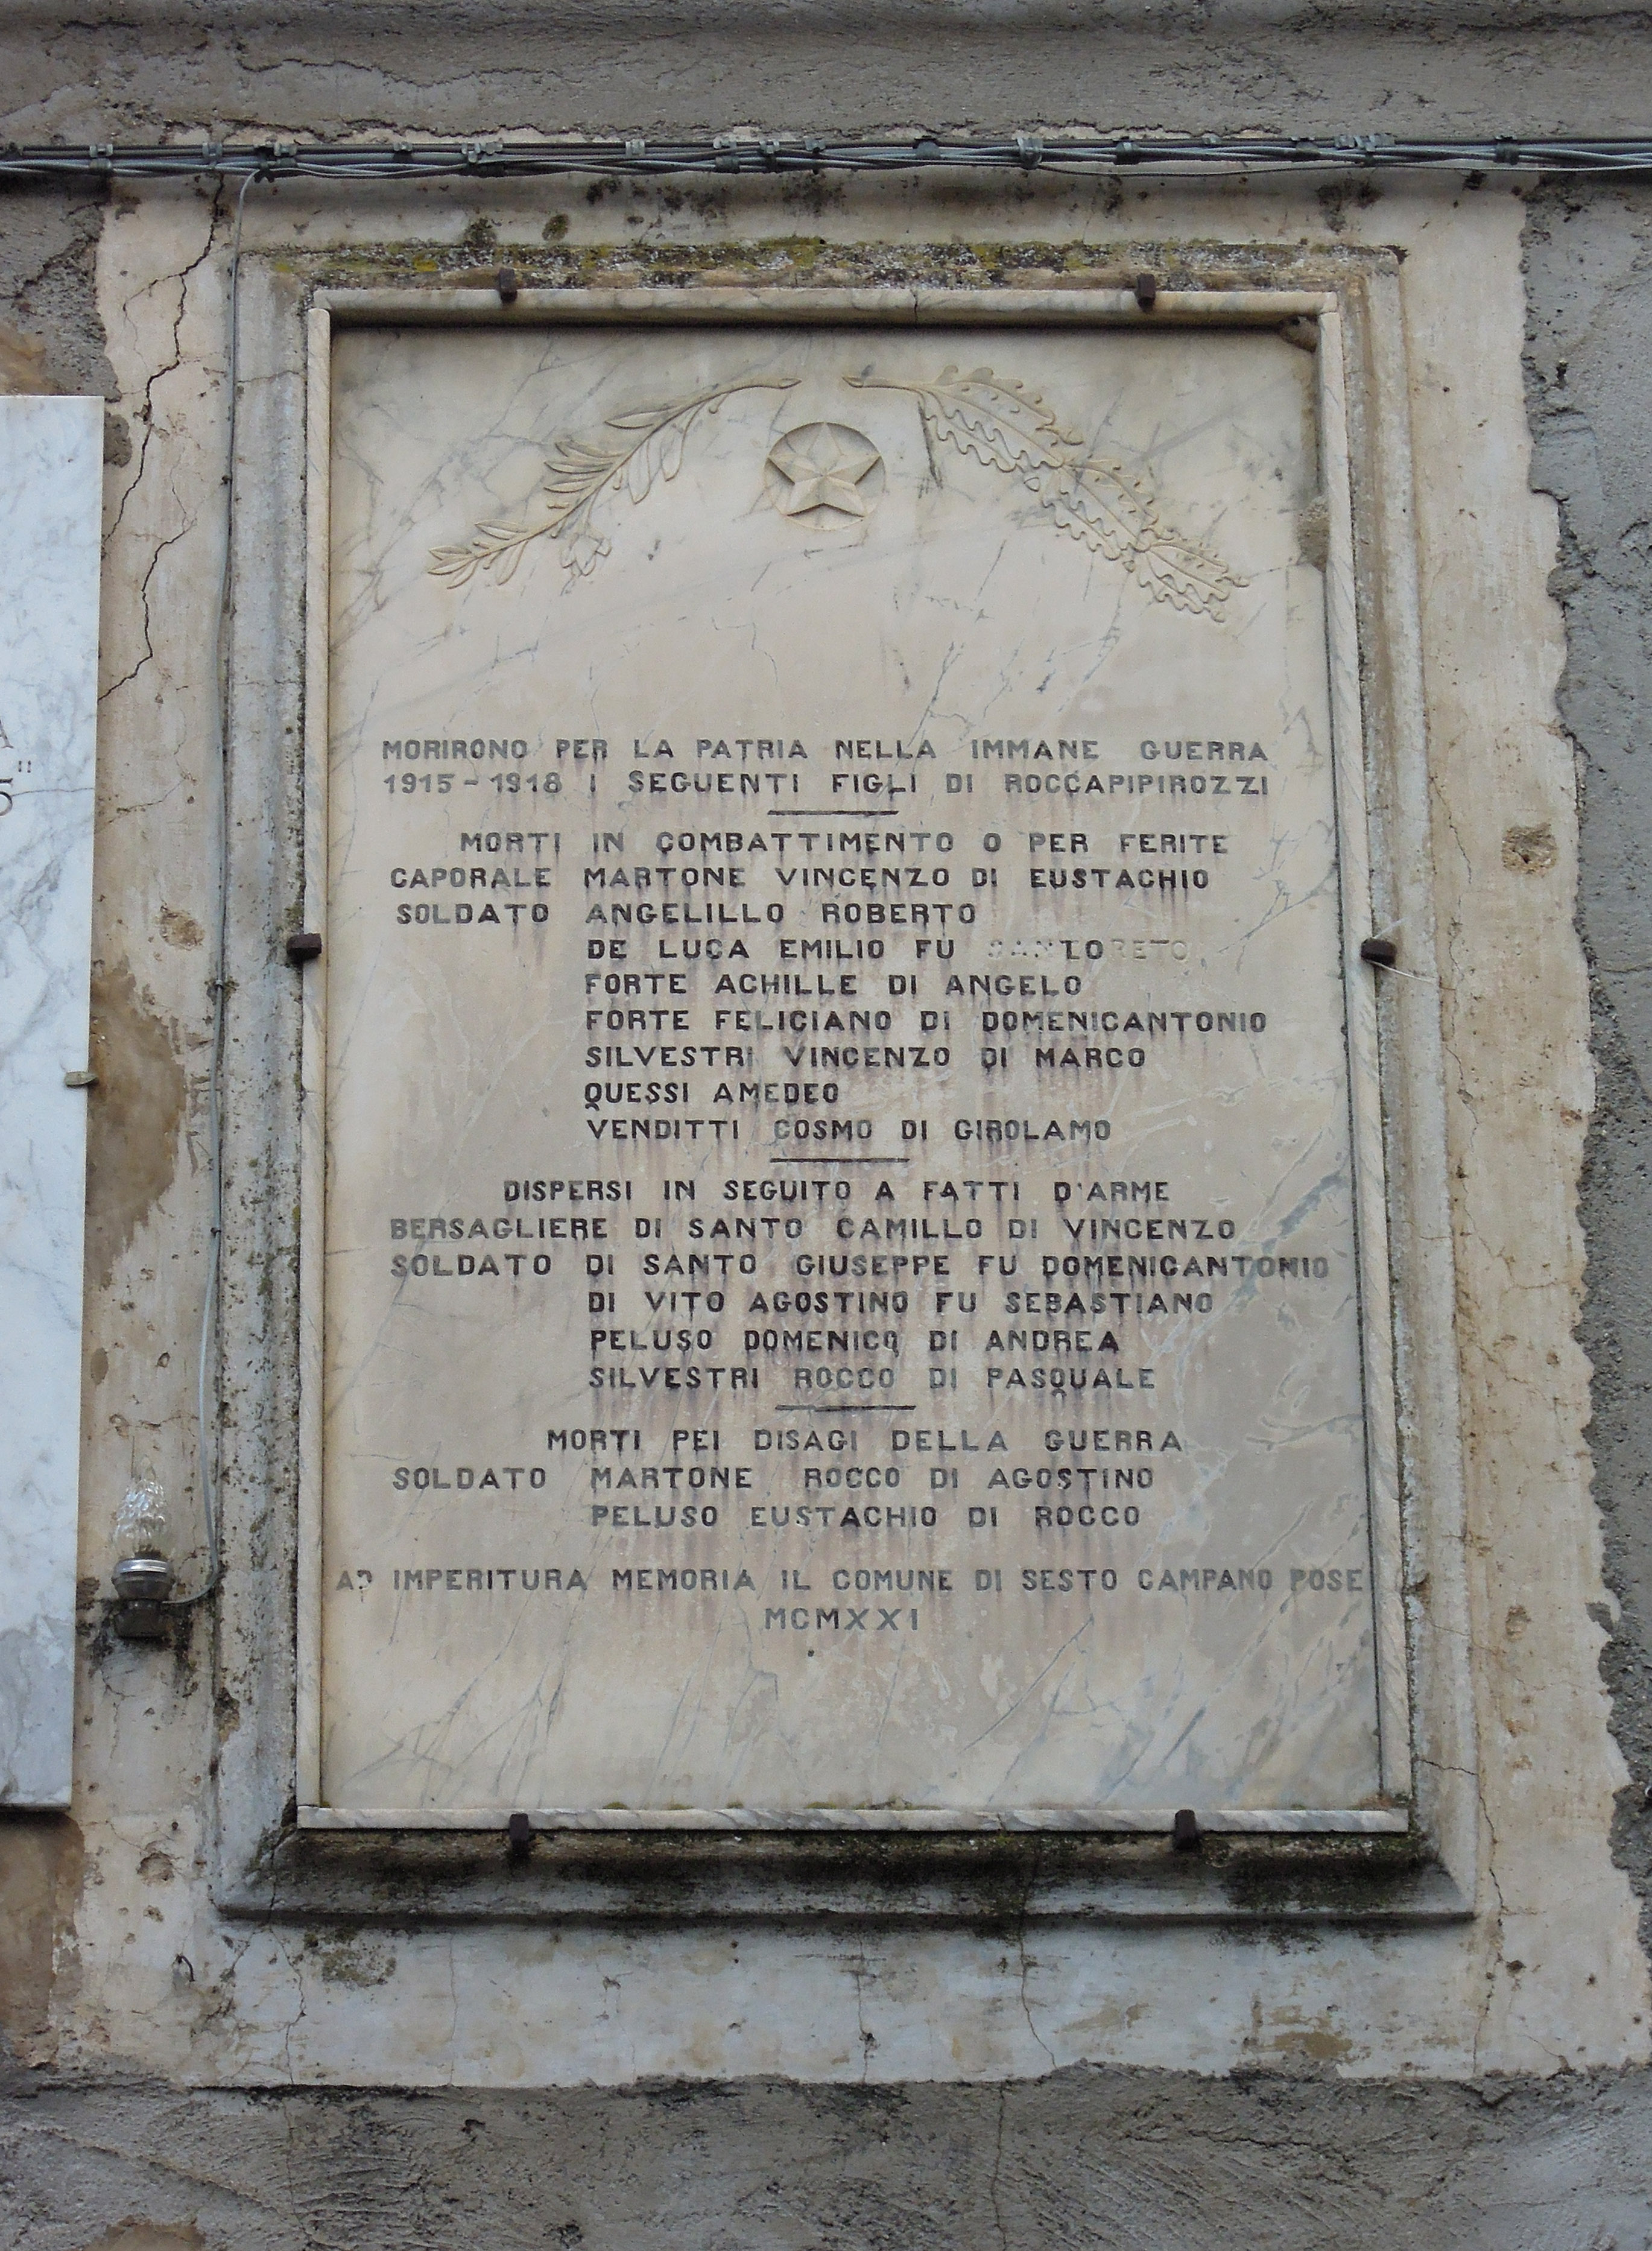 MORIRONO PER LA PATRIA NELLA IMMANE GUERRA
1915-1918 I SEGUENTI FIGLI DI ROCCAPIPIROZZI
MORTI IN COMBATTIMENTO O PER FERITE
CAPORALE MARTONE VINCENZO DI EUSTACHIO
SOLDATO ANGELILLO ROBERTO
DE LUCA EMILIO FU
FORTE ACHILLE DI ANGELO
FORTE FELICIANO DI DOMENICANTONIO
SILVESTRI VINCENZO DI MARCO
QUESSI AMEDEO
VENDITTI COSMO DI GIROLAMO
DISPERSI IN SEGUITO A FATTI D'ARME
BERSAGLIERE DI SANTO CAMILLO DI VINCENZO
SOLDATO DI SANTO GIUSEPPE FU DOMENICANTONIO
DI VITO AGOSTINO FU SEBASTIANO
PELUSO DOMENICO DI ANDREA
SILVESTRI ROCCO DI PASQUALE
MORTI PEI DISAGI DELLA GUERRA
SOLDATO MARTONE ROCCO DI AGOSTINO
PELUSO EUSTACHIO DI ROCCO
AD IMPERITURA MEMORIA IL COMUNE DI SESTO CAMPANO POSE
MCMXXI